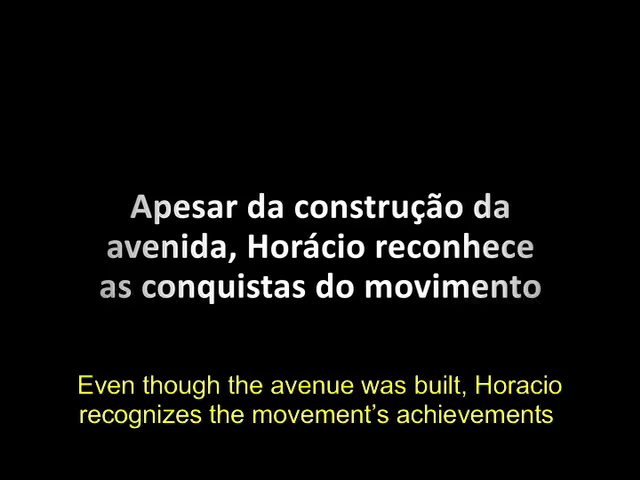 Apesar da construção da
avenida, Horácio reconhece
as conquistas do movimento
Even though the avenue was built, Horacio
recognizes the movement’s achievements